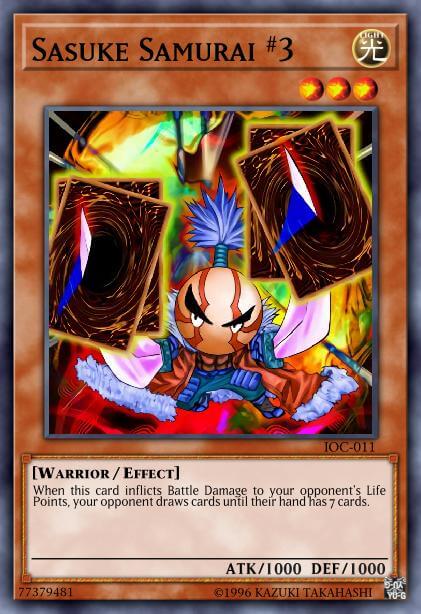 SASUKE SAMURAI #3
LIGHT
光
IOC-011
[WARRIOR / EFFECT]
When this card inflicts Battle Damage to your opponent's Life
Points, your opponent draws cards until their hand has 7 cards.
ATK/1000 DEF/1000
77379481
©1996 KAZUKI TAKAHASHI